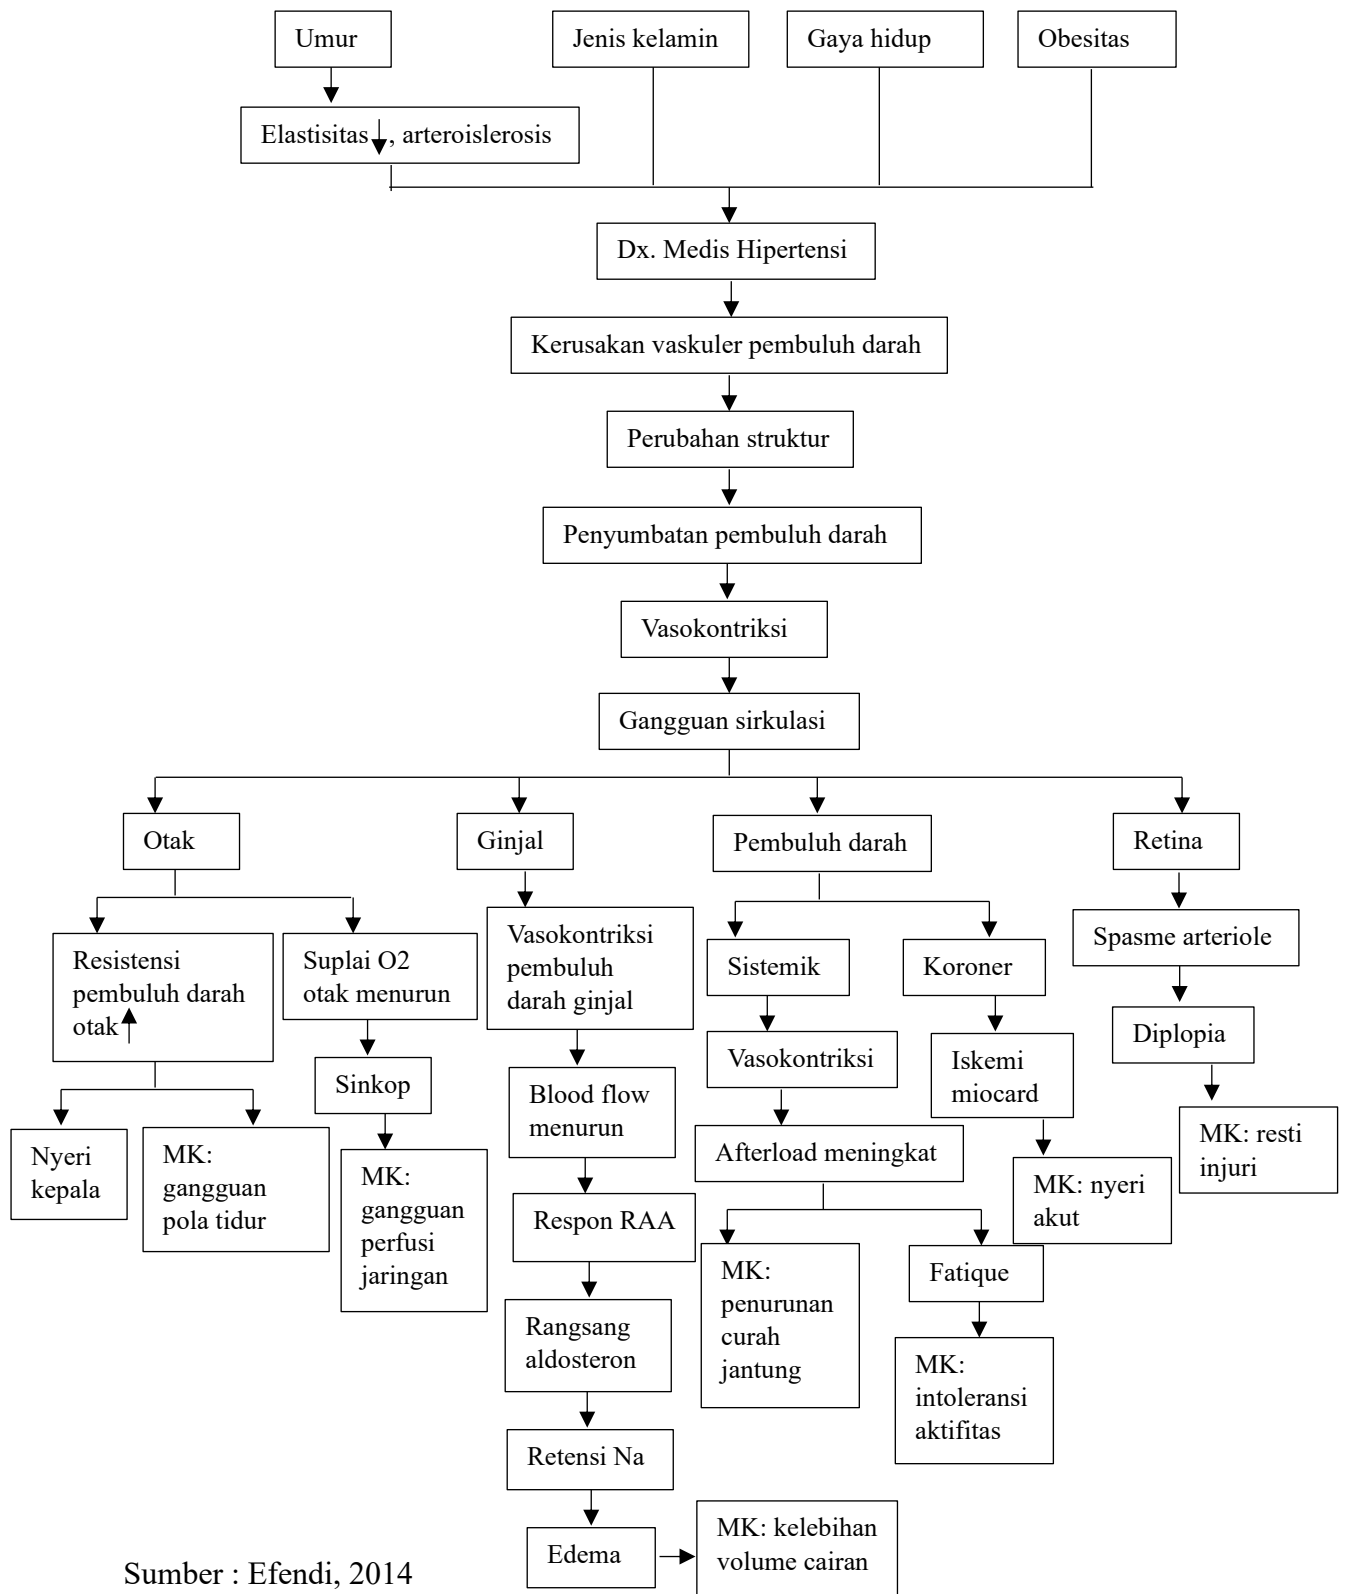 Umur
Jenis kelamin
Gaya hidup
Obesitas
Elastisitas↓, arteroislerosis
Dx. Medis Hipertensi
Kerusakan vaskuler pembuluh darah
Perubahan struktur
Penyumbatan pembuluh darah
Vasokontriksi
Gangguan sirkulasi
Otak
Ginjal
Pembuluh darah
Retina
Resistensi
pembuluh darah
otak↑
Suplai O2
otak menurun
Vasokontriksi
pembuluh
darah ginjal
Sistemik
Koroner
Spasme arteriole
Sinkop
Blood flow
menurun
Vasokontriksi
Iskemi
miocard
Diplopia
Nyeri
kepala
MK:
gangguan
pola tidur
MK:
gangguan
perfusi
jaringan
Respon RAA
Afterload meningkat
MK: nyeri
akut
MK: resti
injuri
Rangsang
aldosteron
MK:
penurunan
curah
jantung
Fatique
MK:
intoleransi
aktifitas
Retensi Na
Edema
MK: kelebihan
volume cairan
Sumber : Efendi, 2014